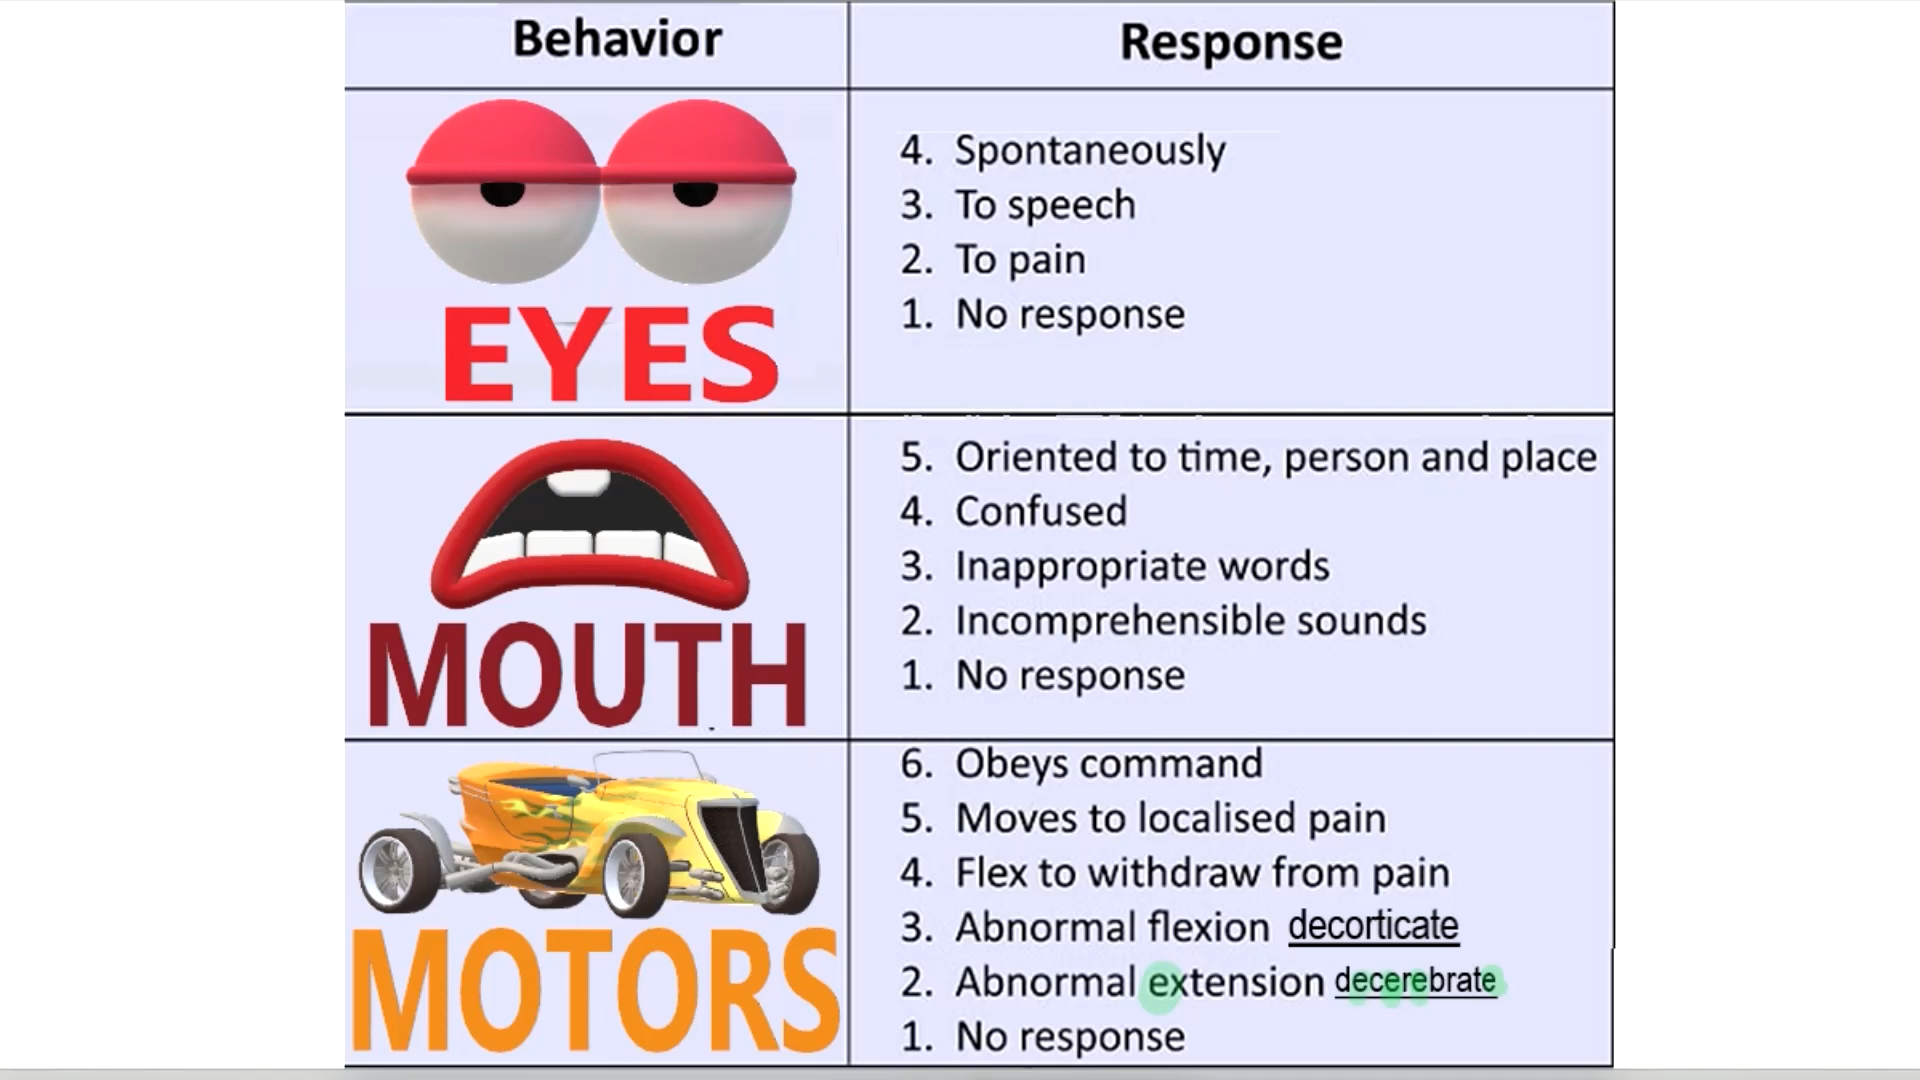 Behavior
Response
EYES
4. Spontaneously
3. To speech
2. To pain
1. No response
MOUTH
5. Oriented to time, person and place
4. Confused
3. Inappropriate words
2. Incomprehensible sounds
1. No response
MOTORS
6. Obeys command
5. Moves to localised pain
4. Flex to withdraw from pain
3. Abnormal flexion decorticate
2. Abnormal extension decerebrate
1. No response